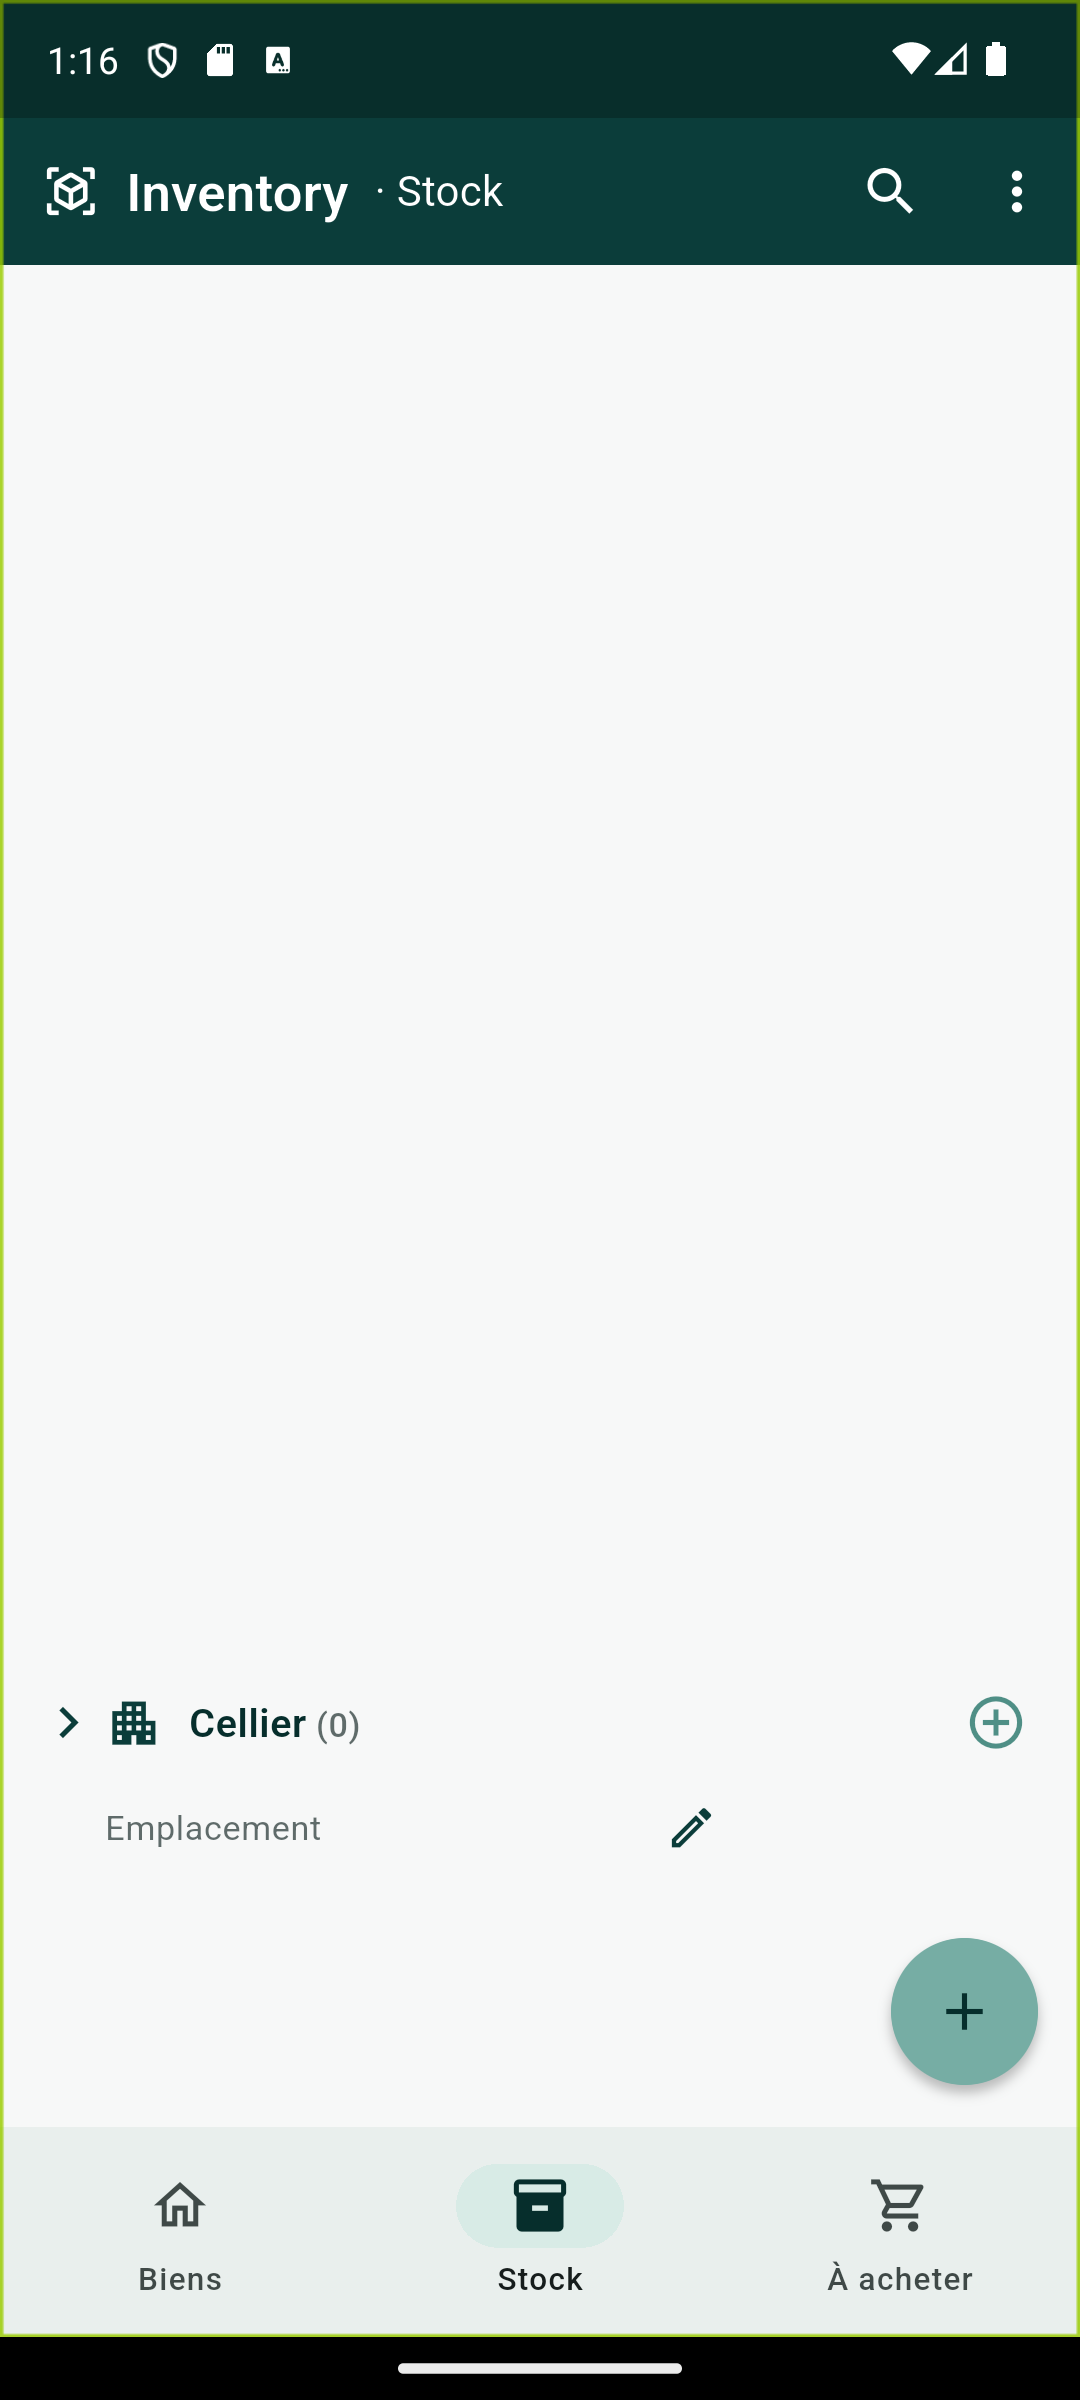 1:16
Inventory · Stock
Cellier (0)
Emplacement
Biens
Stock
À acheter